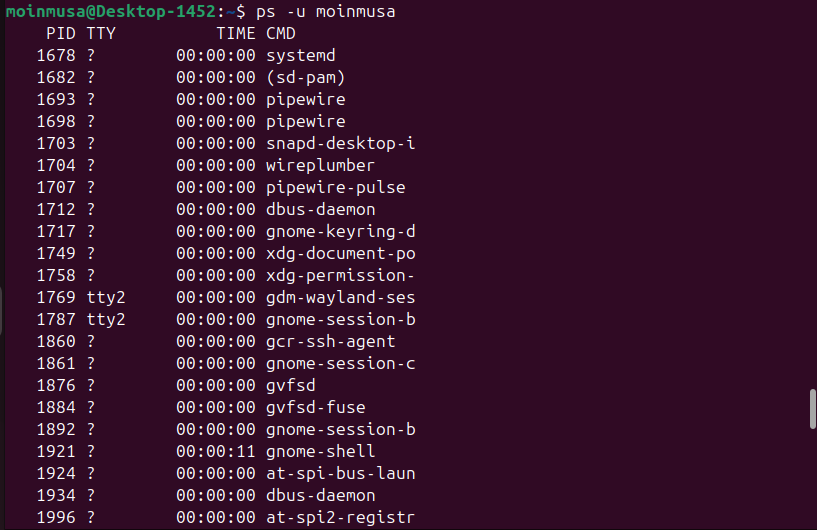 moinmusa@Desktop-1452:~$ ps -u moinmusa
    PID TTY          TIME CMD
   1678 ?        00:00:00 systemd
   1682 ?        00:00:00 (sd-pam)
   1693 ?        00:00:00 pipewire
   1698 ?        00:00:00 pipewire
   1703 ?        00:00:00 snapd-desktop-i
   1704 ?        00:00:00 wireplumber
   1707 ?        00:00:00 pipewire-pulse
   1712 ?        00:00:00 dbus-daemon
   1717 ?        00:00:00 gnome-keyring-d
   1749 ?        00:00:00 xdg-document-po
   1758 ?        00:00:00 xdg-permission-
   1769 tty2     00:00:00 gdm-wayland-ses
   1787 tty2     00:00:00 gnome-session-b
   1860 ?        00:00:00 gcr-ssh-agent
   1861 ?        00:00:00 gnome-session-c
   1876 ?        00:00:00 gvfsd
   1884 ?        00:00:00 gvfsd-fuse
   1892 ?        00:00:00 gnome-session-b
   1921 ?        00:00:11 gnome-shell
   1924 ?        00:00:00 at-spi-bus-laun
   1934 ?        00:00:00 dbus-daemon
   1996 ?        00:00:00 at-spi2-registr